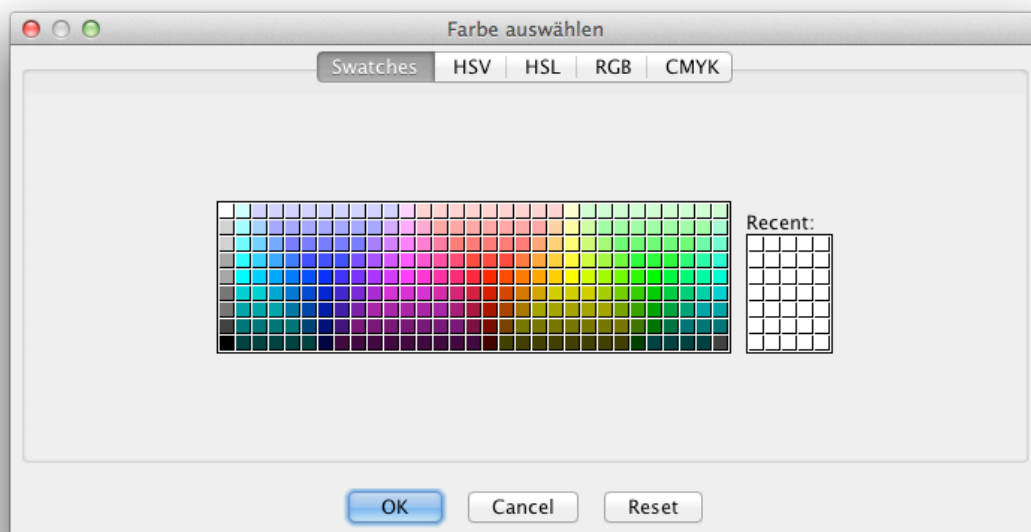 Farbe auswählen
Swatches HSV HSL RGB CMYK
Recent:
OK Cancel Reset